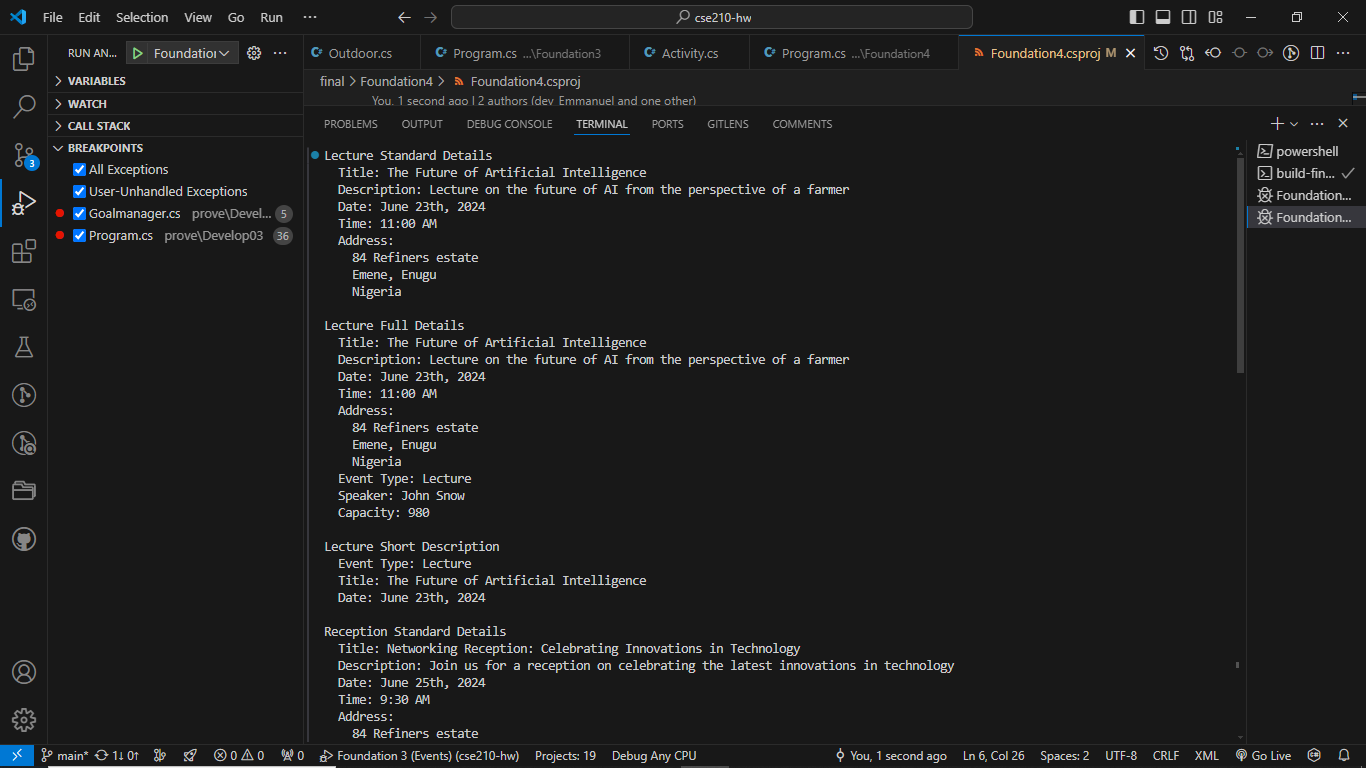 File Edit Selection View Go Run ··· cse210-hw
RUN AN... Foundation
Outdoor.cs Program.cs ...\Foundation3 Activity.cs Program.cs ...\Foundation4 Foundation4.csproj M
VARIABLES
WATCH
CALL STACK
BREAKPOINTS
All Exceptions
User-Unhandled Exceptions
Goalmanager.cs prove\Devel... 5
Program.cs prove\Develop03 36
3
final > Foundation4 > Foundation4.csproj
You, 1 second ago | 2 authors (dev_Emmanuel and one other)
PROBLEMS OUTPUT DEBUG CONSOLE TERMINAL PORTS GITLENS COMMENTS
Lecture Standard Details
Title: The Future of Artificial Intelligence
Description: Lecture on the future of AI from the perspective of a farmer
Date: June 23th, 2024
Time: 11:00 AM
Address:
84 Refiners estate
Emene, Enugu
Nigeria
Lecture Full Details
Title: The Future of Artificial Intelligence
Description: Lecture on the future of AI from the perspective of a farmer
Date: June 23th, 2024
Time: 11:00 AM
Address:
84 Refiners estate
Emene, Enugu
Nigeria
Event Type: Lecture
Speaker: John Snow
Capacity: 980
Lecture Short Description
Event Type: Lecture
Title: The Future of Artificial Intelligence
Date: June 23th, 2024
Reception Standard Details
Title: Networking Reception: Celebrating Innovations in Technology
Description: Join us for a reception on celebrating the latest innovations in technology
Date: June 25th, 2024
Time: 9:30 AM
Address:
84 Refiners estate
powershell
build-fin...
Foundation...
Foundation...
main* 1↓ 0↑ 0 0 0 Foundation 3 (Events) (cse210-hw) Projects: 19 Debug Any CPU You, 1 second ago Ln 6, Col 26 Spaces: 2 UTF-8 CRLF XML Go Live